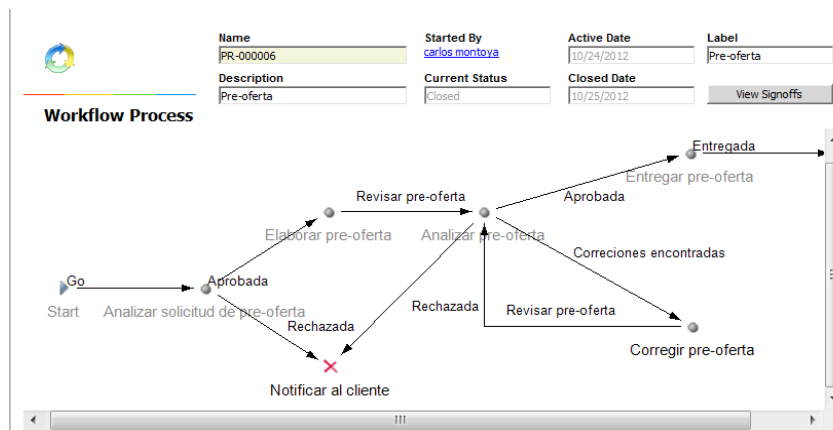 Name
Started By
Active Date
Label
PR-000006
carlos montoya
10/24/2012
Pre-oferta
Description
Current Status
Closed Date
Pre-oferta
Closed
10/25/2012
View Signoffs
Workflow Process
Entregada
Entregar pre-oferta
Revisar pre-oferta
Aprobada
Elaborar pre-oferta
Analizar pre-oferta
Correciones encontradas
Go
Aprobada
Start
Analizar solicitud de pre-oferta
Rechazada
Revisar pre-oferta
Rechazada
Corregir pre-oferta
Notificar al cliente